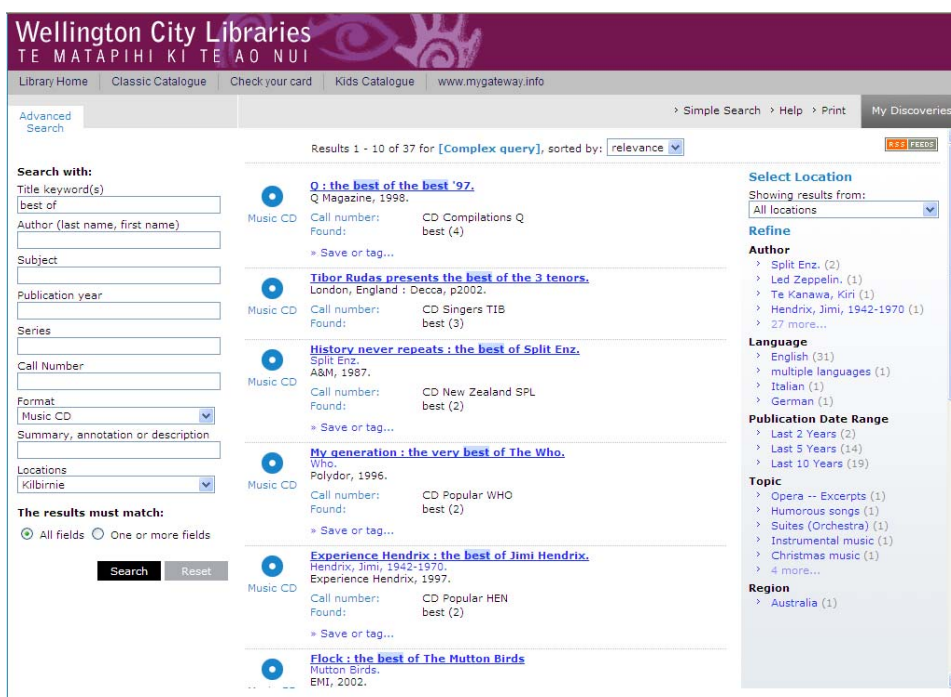 Wellington City Libraries
TE MATAPIHI KI TE AO NUI
Library Home Classic Catalogue Check your card Kids Catalogue www.mygateway.info
Advanced Search
> Simple Search > Help > Print My Discoveries
Results 1 - 10 of 37 for [Complex query], sorted by: relevance
RSS FEEDS
Search with:
Title keyword(s)
best of
Author (last name, first name)
Subject
Publication year
Series
Call Number
Format
Music CD
Summary, annotation or description
Locations
Kilbirnie
The results must match:
All fields One or more fields
Search Reset
Q : the best of the best '97.
Q Magazine, 1998.
Music CD
Call number: CD Compilations Q
Found: best (4)
» Save or tag...
Tibor Rudas presents the best of the 3 tenors.
London, England : Decca, p2002.
Music CD
Call number: CD Singers TIB
Found: best (3)
History never repeats : the best of Split Enz.
Split Enz.
A&M, 1987.
Music CD
Call number: CD New Zealand SPL
Found: best (2)
» Save or tag...
My generation : the very best of The Who.
Who.
Polydor, 1996.
Music CD
Call number: CD Popular WHO
Found: best (2)
» Save or tag...
Experience Hendrix : the best of Jimi Hendrix.
Hendrix, Jimi, 1942-1970.
Experience Hendrix, 1997.
Music CD
Call number: CD Popular HEN
Found: best (2)
» Save or tag...
Flock : the best of The Mutton Birds
Mutton Birds.
EMI, 2002.
Select Location
Showing results from:
All locations
Refine
Author
> Split Enz. (2)
> Led Zeppelin. (1)
> Te Kanawa, Kiri (1)
> Hendrix, Jimi, 1942-1970 (1)
> 27 more...
Language
> English (31)
> multiple languages (1)
> Italian (1)
> German (1)
Publication Date Range
> Last 2 Years (2)
> Last 5 Years (14)
> Last 10 Years (19)
Topic
> Opera -- Excerpts (1)
> Humorous songs (1)
> Suites (Orchestra) (1)
> Instrumental music (1)
> Christmas music (1)
> 4 more...
Region
> Australia (1)